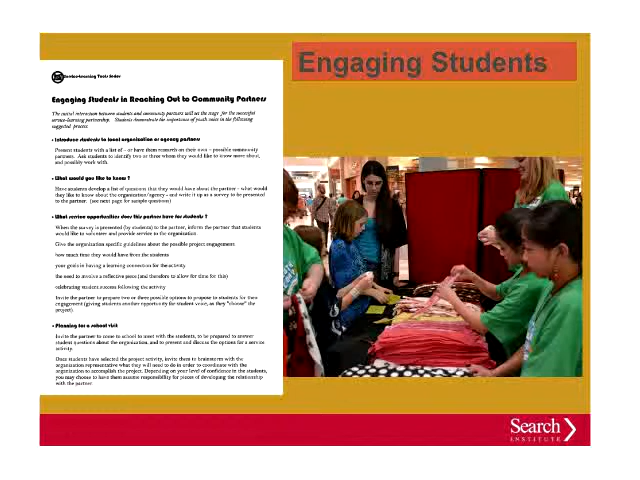 Engaging Students
Service-Learning Tools Series
Engaging Students in Reaching Out to Community Partners
The initial interaction between students and community partners will set the stage for the successful
service-learning partnership. Students demonstrate the importance of youth voice in the following
suggested process
• Introduce students to local organization or agency partners
Present students with a list of - or have them research on their own - possible community
partners. Ask students to identify two or three whom they would like to know more about,
and possibly work with.
• What would you like to know ?
Have students develop a list of questions that they would have about the partner - what would
they like to know about the organization/agency - and write it up as a survey to be presented
to the partner. (see next page for sample questions)
• What service opportunities does this partner have for students ?
When the survey is presented (by students) to the partner, inform the partner that students
would like to volunteer and provide service to the organization.
Give the organization specific guidelines about the possible project engagement
how much time they would have from the students
your goals in having a learning connection for the activity
the need to involve a reflective piece (and therefore to allow for time for this)
celebrating student success following the activity
Invite the partner to prepare two or three possible options to propose to students for their
engagement (giving students another opportunity for student voice, as they "choose" the
project)
• Planning for a school visit
Invite the partner to come to school to meet with the students, to be prepared to answer
student questions about the organization, and to present and discuss the options for a service
activity.
Once students have selected the project activity, invite them to brainstorm with the
organization representative what they will need to do in order to coordinate with the
organization to accomplish the project. Depending on your level of confidence in the students,
you may choose to have them assume responsibility for pieces of developing the relationship
with the partner.
Search
INSTITUTE